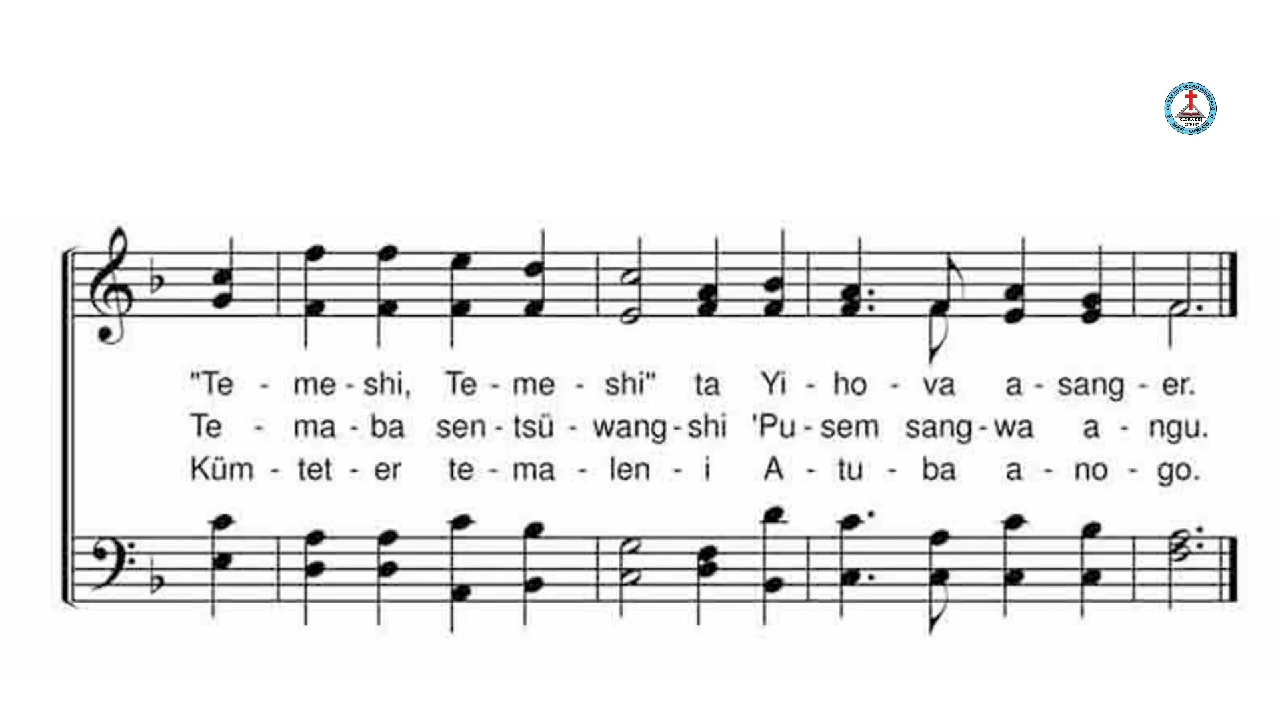 "Te - me - shi, Te - me - shi" ta Yi - ho - va a - sang - er.
Te - ma - ba sen - tsü - wang - shi 'Pu - sem sang - wa a - ngu.
Küm - tet - er te - ma - len - i A - tu - ba a - no - go.